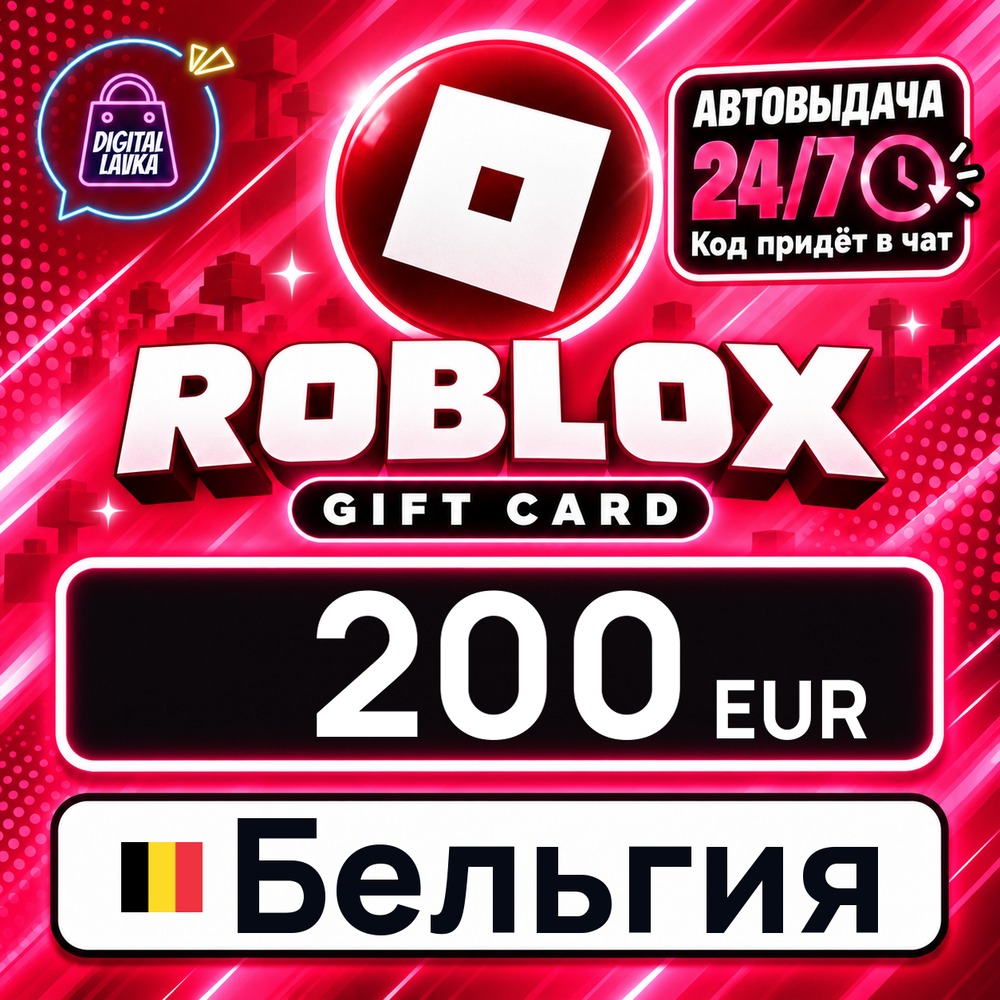 DIGITAL
LAVKA
АВТОВЫДАЧА
24/7
Код придёт в чат
ROBLOX
GIFT CARD
200 EUR
Бельгия